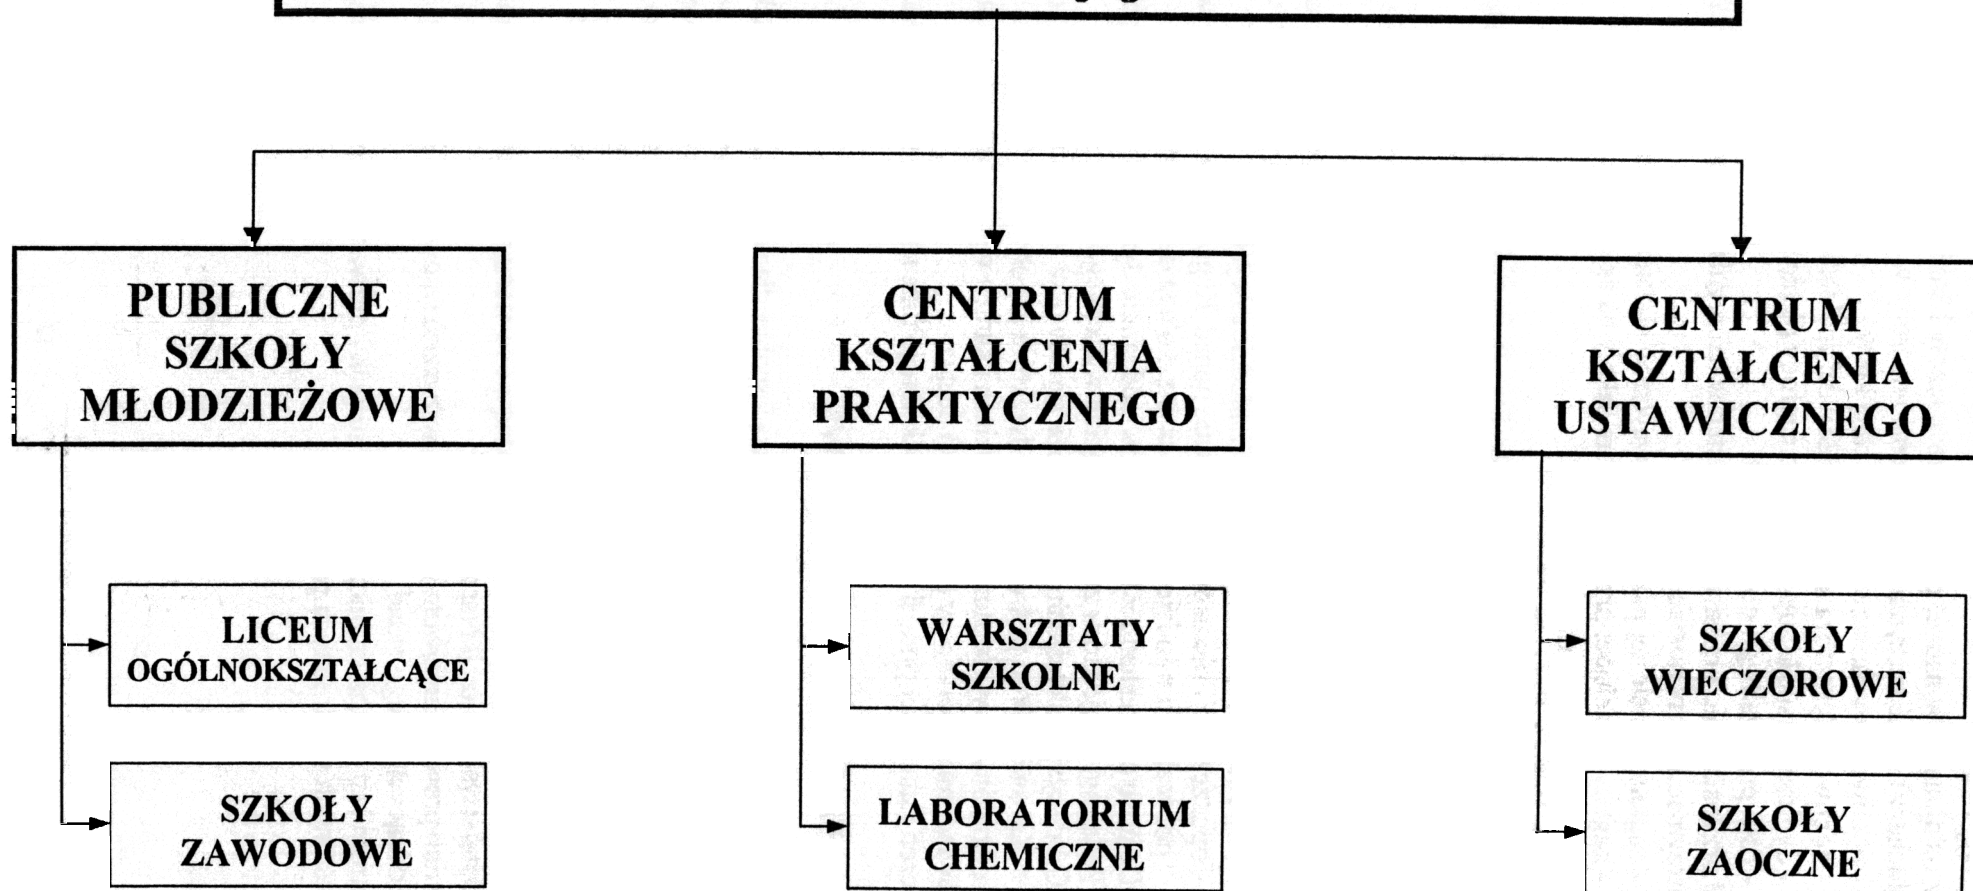 PUBLICZNE
SZKOŁY
MŁODZIEŻOWE
CENTRUM
KSZTAŁCENIA
PRAKTYCZNEGO
CENTRUM
KSZTAŁCENIA
USTAWICZNEGO
LICEUM
OGÓLNOKSZTAŁCĄCE
WARSZTATY
SZKOLNE
SZKOŁY
WIECZOROWE
SZKOŁY
ZAWODOWE
LABORATORIUM
CHEMICZNE
SZKOŁY
ZAOCZNE